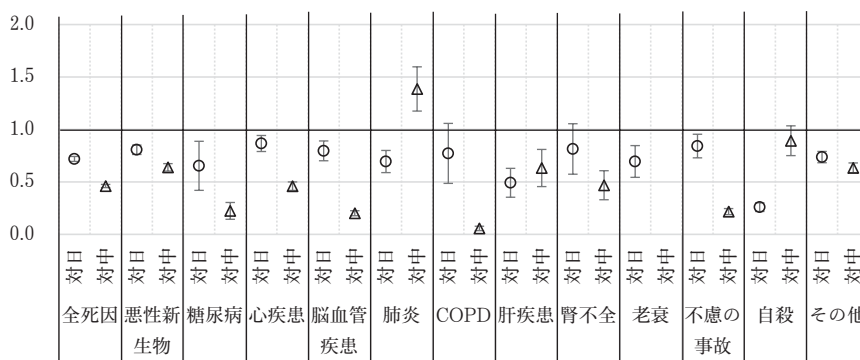 2.0
1.5
1.0
0.5
0.0
対日 対中 対日 対中 対日 対中 対日 対中 対日 対中 対日 対中 対日 対中 対日 対中 対日 対中 対日 対中 対日 対中 対日 対中 対日 対中
全死因 悪性新生物 糖尿病 心疾患 脳血管疾患 肺炎 COPD 肝疾患 腎不全 老衰 不慮の事故 自殺 その他